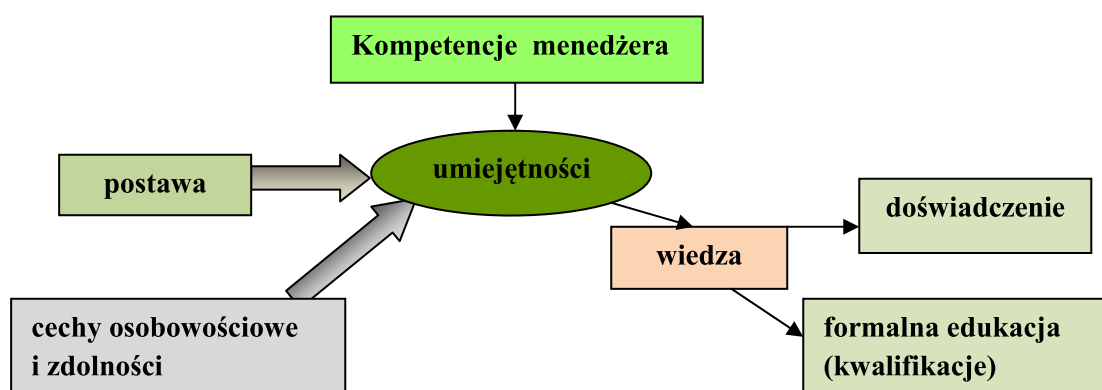 Kompetencje menedżera
umiejętności
postawa
doświadczenie
wiedza
cechy osobowościowe
i zdolności
formalna edukacja
(kwalifikacje)